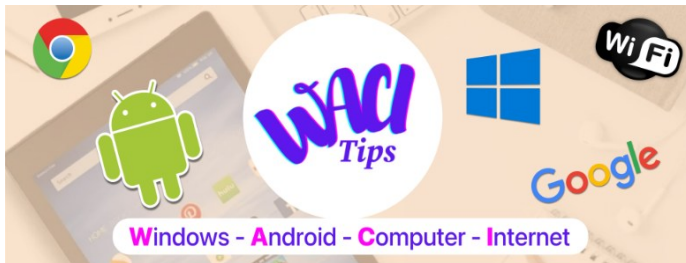 Wi Fi
WACI
Tips
Google
Windows - Android - Computer - Internet